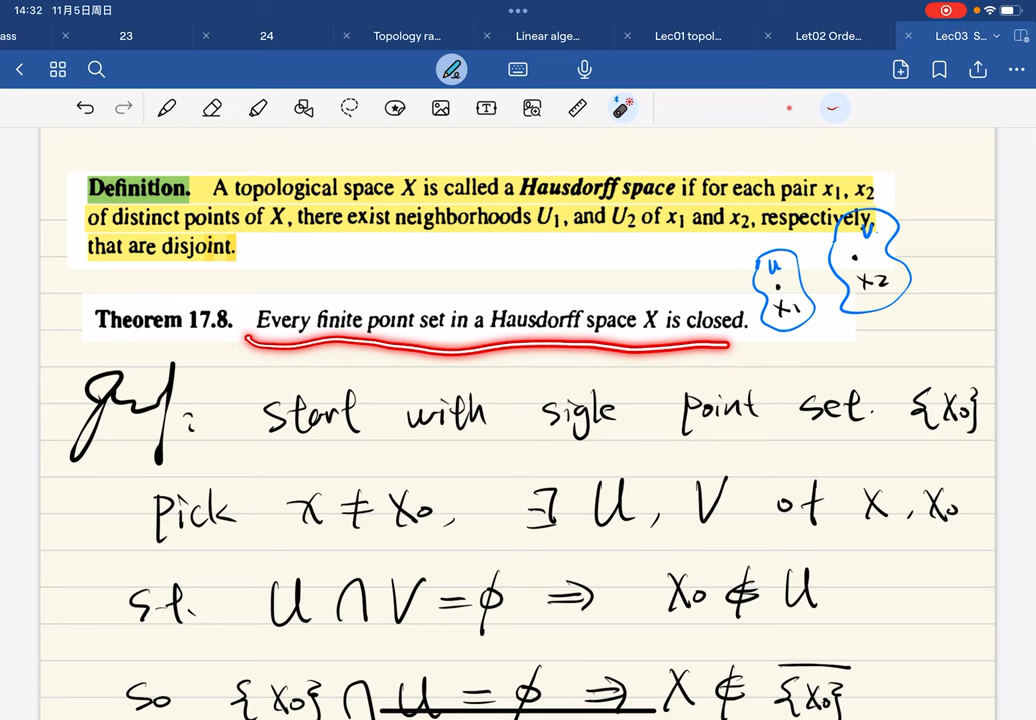 14:32 11月5日周日
ass 23 24 Topology ra... Linear alge... Lec01 topol... Let02 Orde... Lec03 S...
Definition. A topological space X is called a Hausdorff space if for each pair x₁, x₂
of distinct points of X, there exist neighborhoods U₁, and U₂ of x₁ and x₂, respectively,
that are disjoint.
U
x1
V
x2
Theorem 17.8. Every finite point set in a Hausdorff space X is closed.
start with sigle point set. {x₀}
pick x ≠ x₀, ∃ U, V of x, x₀
s.t. U ∩ V = ϕ ⇒ x₀ ∉ U
so {x₀} ∩ U = ϕ ⇒ x ∉ \overline{{x₀}}